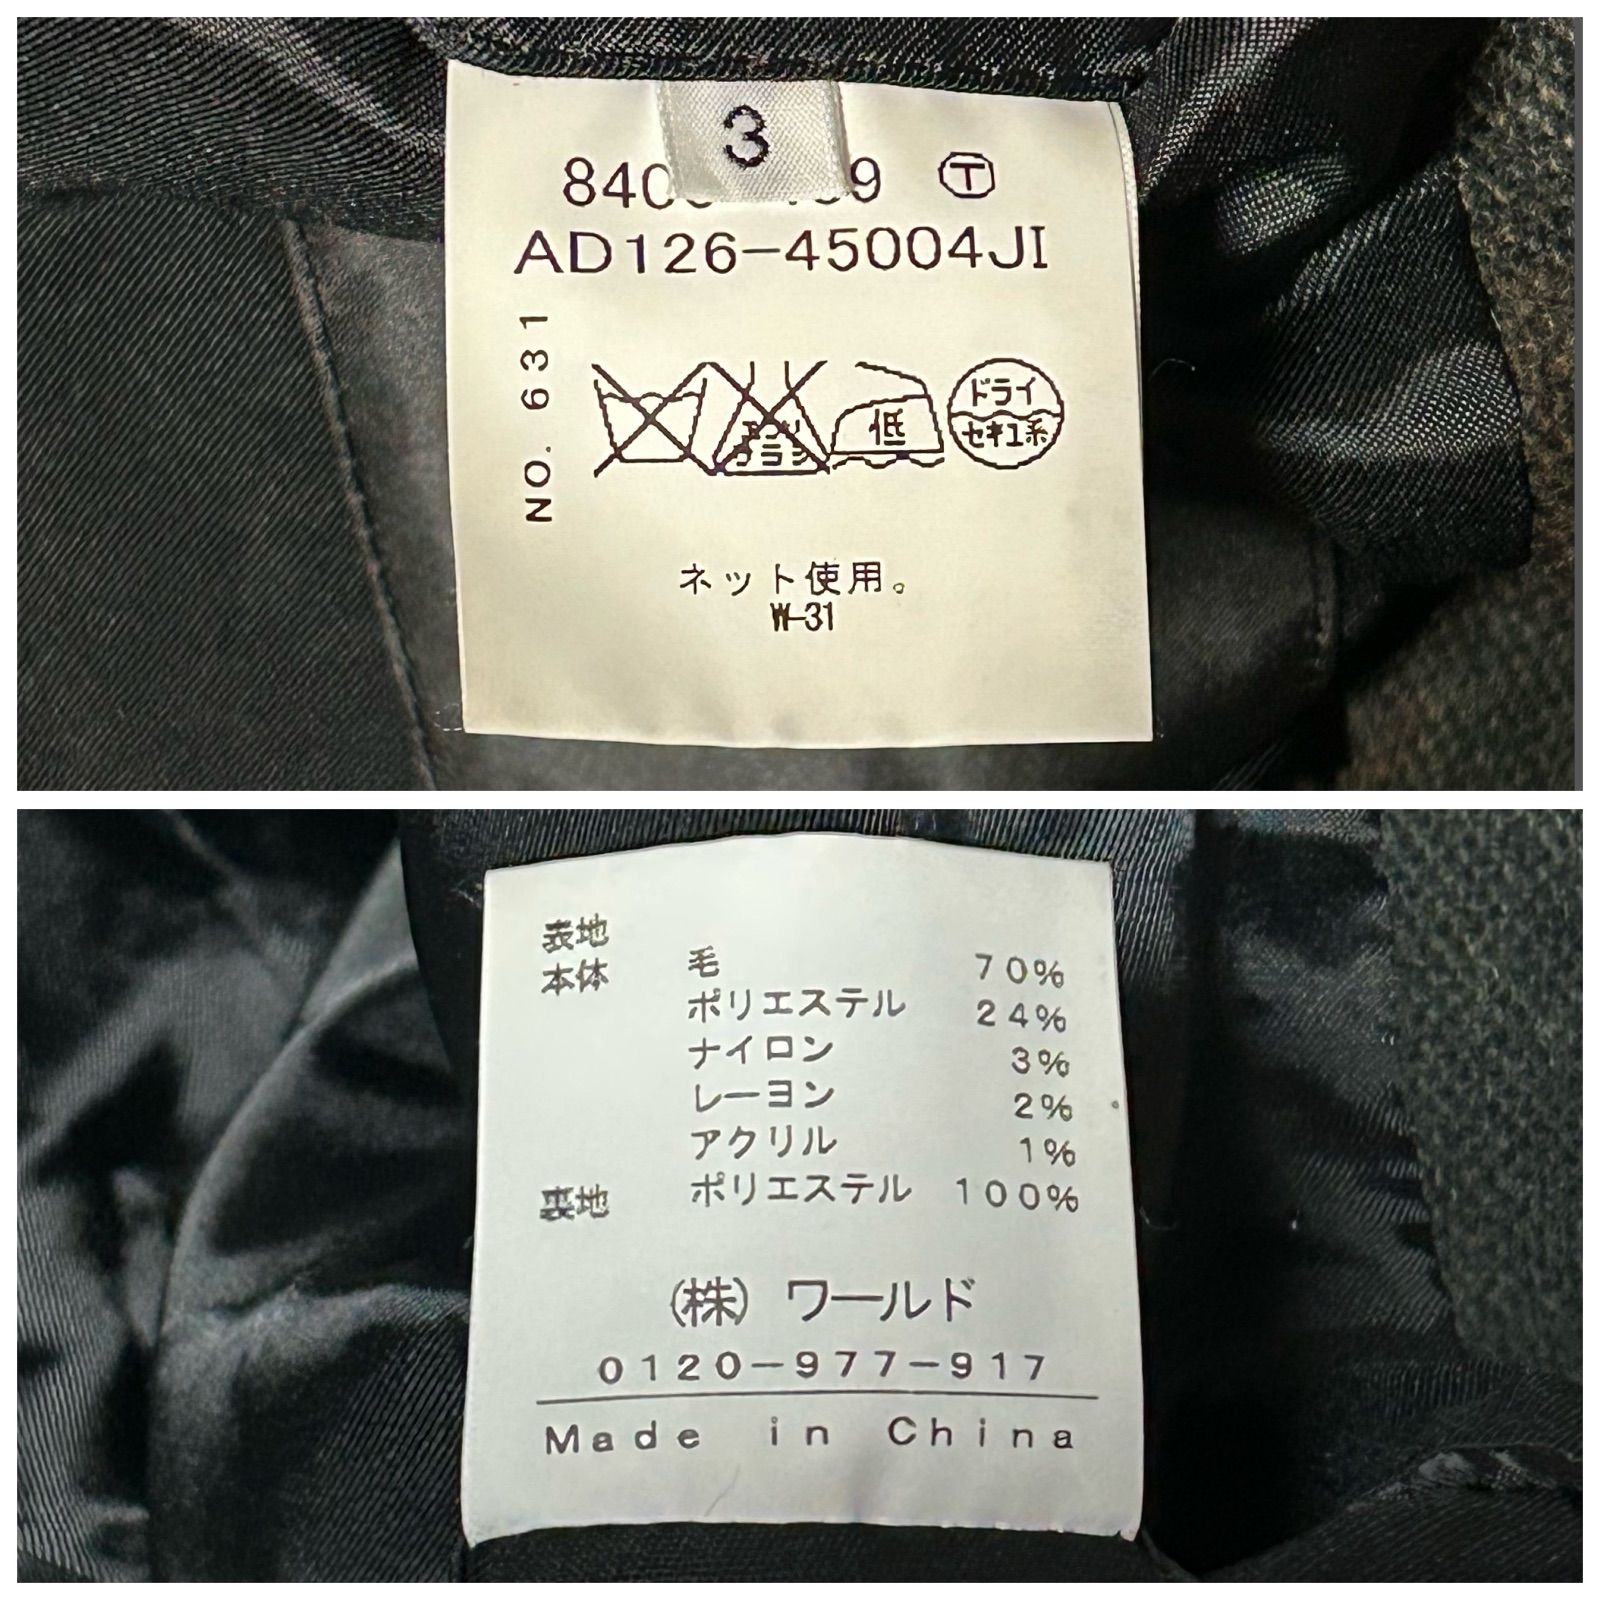 3
AD126-45004JI
NO. 631
低
ドライ
セキユ系
ネット使用。
W-31
表地
本体 毛 70%
ポリエステル 24%
ナイロン 3%
レーヨン 2%
アクリル 1%
裏地 ポリエステル 100%
(株) ワールド
0120-977-917
Made in China